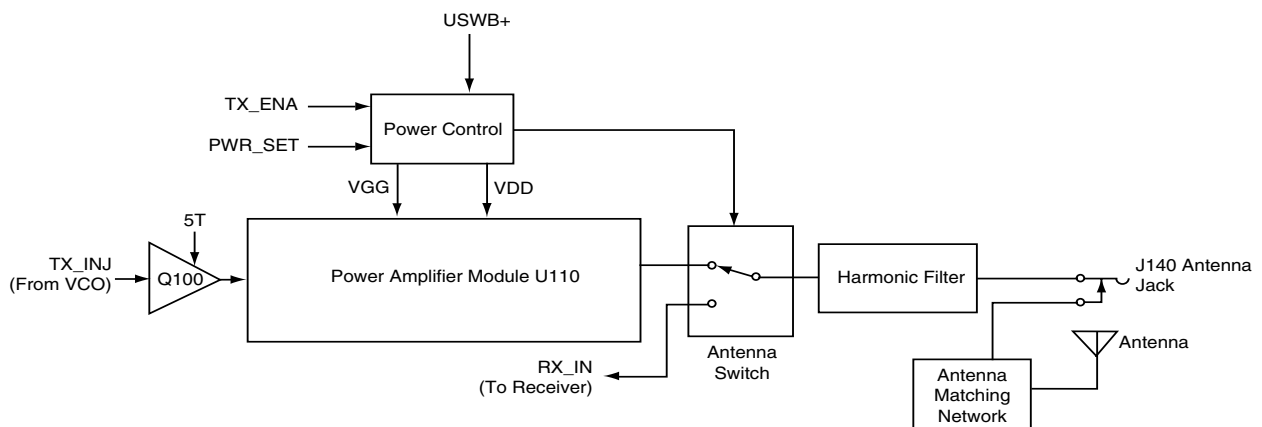 USWB+
TX_ENA
Power Control
PWR_SET
VGG
VDD
5T
TX_INJ
(From VCO)
Q100
Power Amplifier Module U110
Harmonic Filter
J140 Antenna
Jack
RX_IN
(To Receiver)
Antenna
Switch
Antenna
Antenna
Matching
Network